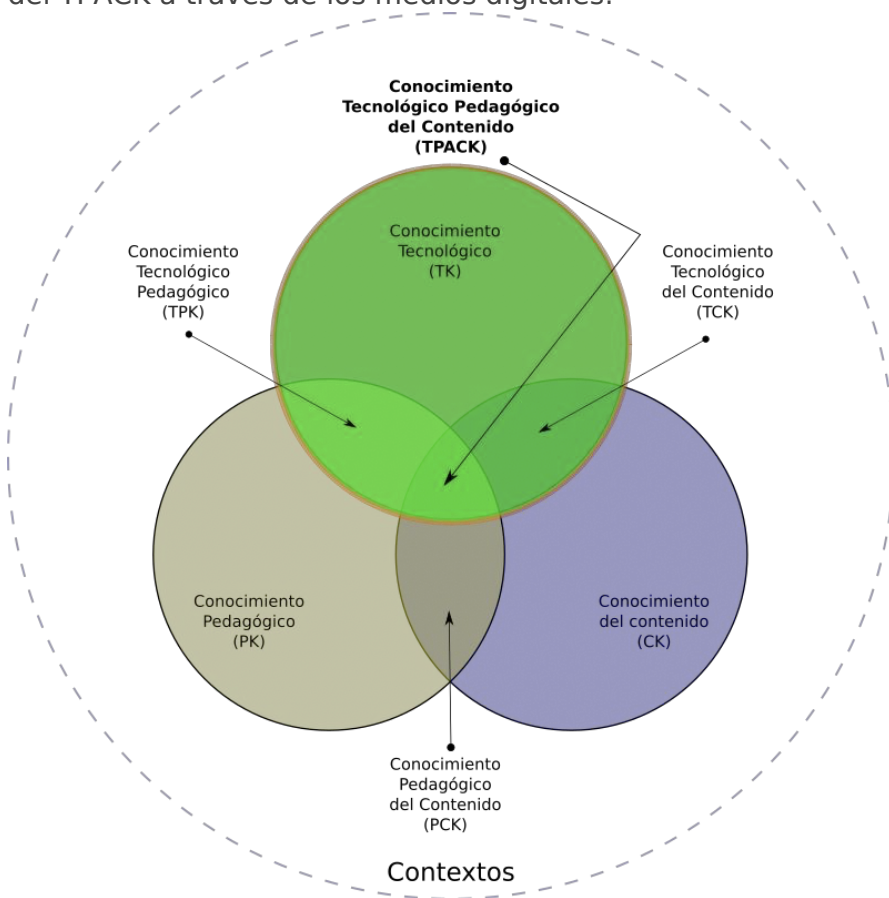 del TPACK a través de los medios digitales.
Conocimiento
Tecnológico Pedagógico
del Contenido
(TPACK)
Conocimiento
Tecnológico
(TK)
Conocimiento
Tecnológico
Pedagógico
(TPK)
Conocimiento
Tecnológico
del Contenido
(TCK)
Conocimiento
Pedagógico
(PK)
Conocimiento
del contenido
(CK)
Conocimiento
Pedagógico
del Contenido
(PCK)
Contextos